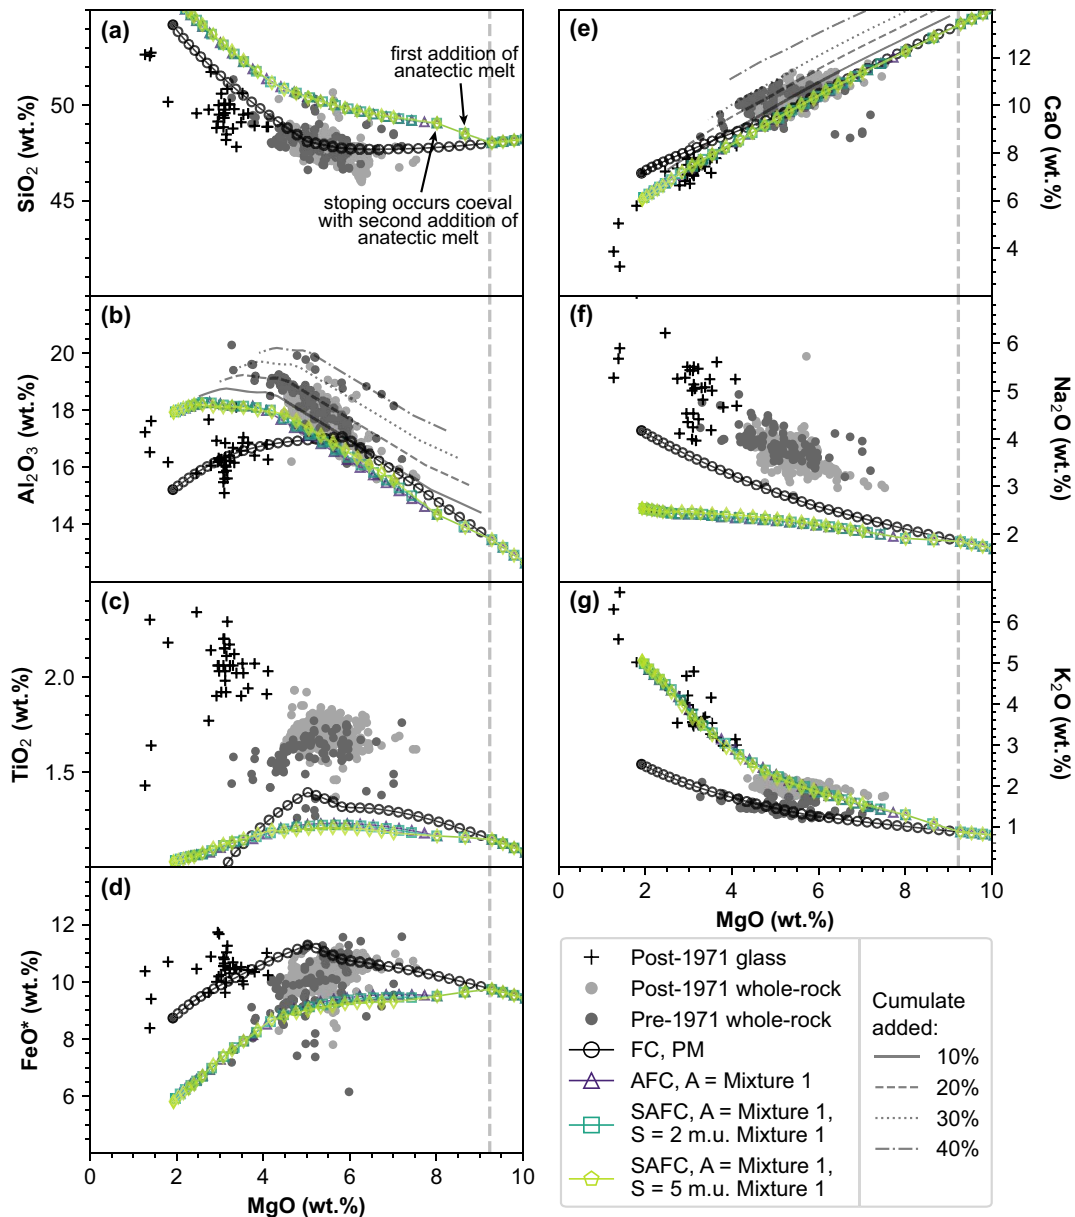 (a)
first addition of
anatectic melt
stoping occurs coeval
with second addition of
anatectic melt
50
45
SiO2 (wt.%)
(e)
12
10
8
6
4
CaO (wt.%)
(b)
20
18
16
14
Al2O3 (wt.%)
(f)
6
5
4
3
2
Na2O (wt.%)
(c)
2.0
1.5
TiO2 (wt.%)
(g)
6
5
4
3
2
1
K2O (wt.%)
0 2 4 6 8 10
MgO (wt.%)
(d)
12
10
8
6
FeO* (wt.%)
0 2 4 6 8 10
MgO (wt.%)
Post-1971 glass
Post-1971 whole-rock
Pre-1971 whole-rock
FC, PM
AFC, A = Mixture 1
SAFC, A = Mixture 1,
S = 2 m.u. Mixture 1
SAFC, A = Mixture 1,
S = 5 m.u. Mixture 1
Cumulate
added:
10%
20%
30%
40%